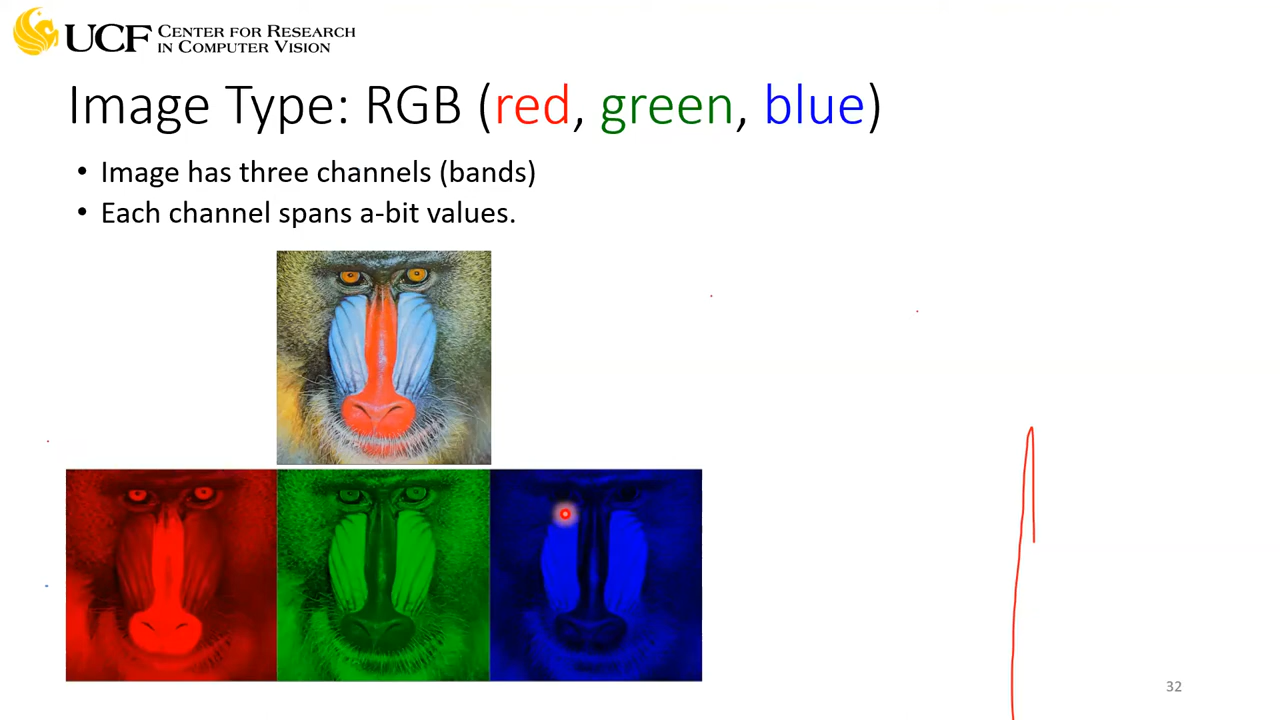 UCF CENTER FOR RESEARCH
IN COMPUTER VISION
Image Type: RGB (red, green, blue)
• Image has three channels (bands)
• Each channel spans a-bit values.
32